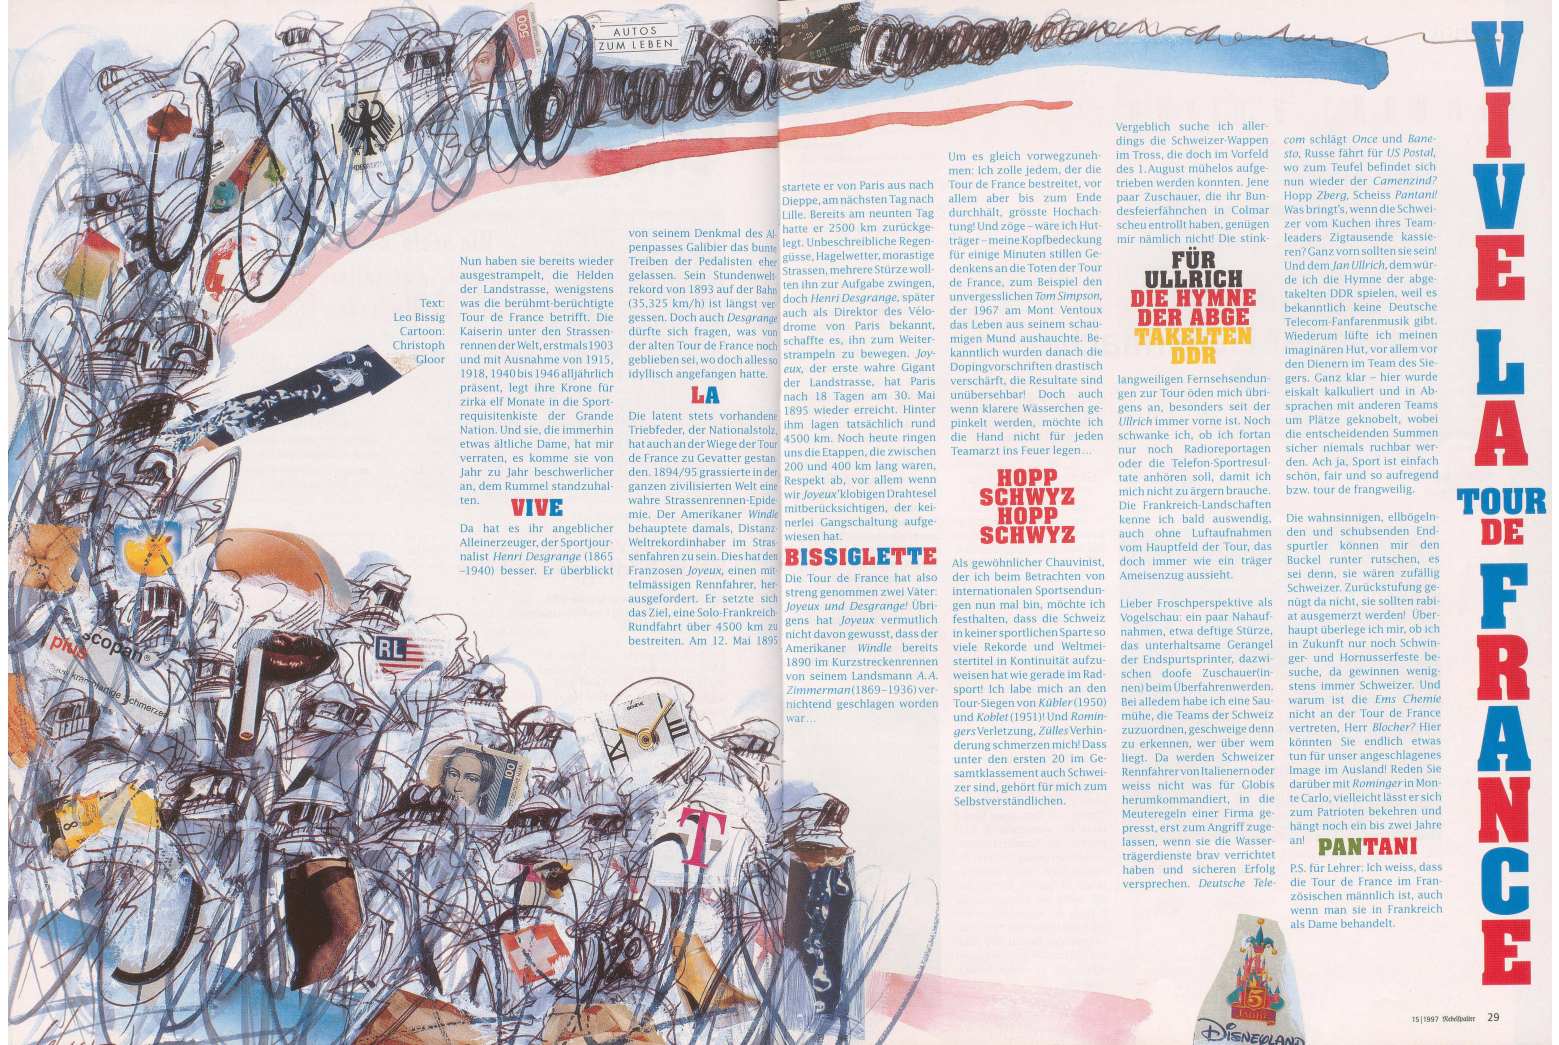 AUTOS
ZUM LEBEN
500
Text:
Leo Bissig
Cartoon:
Christoph
Gloor
Nun haben sie bereits wieder
ausgestrampelt, die Helden
der Landstrasse, wenigstens
was die berühmt-berüchtigte
Tour de France betrifft. Die
Kaiserin unter den Strassen-
rennen der Welt, erstmals 1903
und mit Ausnahme von 1915,
1918, 1940 bis 1946 alljährlich
präsent, legt ihre Krone für
zirka elf Monate in die Sport-
requisitenkiste der Grande
Nation. Und sie, die immerhin
etwas ältliche Dame, hat mir
verraten, es komme sie von
Jahr zu Jahr beschwerlicher
an, dem Rummel standzuhal-
ten.
VIVE
Da hat es ihr angeblicher
Alleinerzeuger, der Sportjour-
nalist Henri Desgrange (1865
–1940) besser. Er überblickt
von seinem Denkmal des Al-
penpasses Galibier das bunte
Treiben der Pedalisten eher
gelassen. Sein Stundenwelt-
rekord von 1893 auf der Bahn
(35,325 km/h) ist längst ver-
gessen. Doch auch Desgrange
dürfte sich fragen, was von
der alten Tour de France noch
geblieben sei, wo doch alles so
idyllisch angefangen hatte.
LA
Die latent stets vorhandene
Triebfeder, der Nationalstolz,
hat auch an der Wiege der Tour
de France zu Gevatter gestan-
den. 1894/95 grassierte in der
ganzen zivilisierten Welt eine
wahre Strassenrennen-Epide-
mie. Der Amerikaner Windle
behauptete damals, Distanz-
Weltrekordinhaber im Stras-
senfahren zu sein. Dies hat den
Franzosen Joyeux, einen mit-
telmässigen Rennfahrer, her-
ausgefordert. Er setzte sich
das Ziel, eine Solo-Frankreich-
Rundfahrt über 4500 km zu
bestreiten. Am 12. Mai 1895
startete er von Paris aus nach
Dieppe, am nächsten Tag nach
Lille. Bereits am neunten Tag
hatte er 2500 km zurückge-
legt. Unbeschreibliche Regen-
güsse, Hagelwetter, morastige
Strassen, mehrere Stürze woll-
ten ihn zur Aufgabe zwingen,
doch Henri Desgrange, später
auch als Direktor des Vélo-
drome von Paris bekannt,
schaffte es, ihn zum Weiter-
strampeln zu bewegen. Joy-
eux, der erste wahre Gigant
der Landstrasse, hat Paris
nach 18 Tagen am 30. Mai
1895 wieder erreicht. Hinter
ihm lagen tatsächlich rund
4500 km. Noch heute ringen
uns die Etappen, die zwischen
200 und 400 km lang waren,
Respekt ab, vor allem wenn
wir Joyeux' klobigen Drahtesel
mitberücksichtigen, der kei-
nerlei Gangschaltung aufge-
wiesen hat.
BISSIGLETTE
Die Tour de France hat also
streng genommen zwei Väter:
Joyeux und Desgrange! Übri-
gens hat Joyeux vermutlich
nicht davon gewusst, dass der
Amerikaner Windle bereits
1890 im Kurzstreckenrennen
von seinem Landsmann A.A.
Zimmerman (1869–1936) ver-
nichtend geschlagen worden
war…
Um es gleich vorwegzuneh-
men: Ich zolle jedem, der die
Tour de France bestreitet, vor
allem aber bis zum Ende
durchhält, grösste Hochach-
tung! Und zöge – wäre ich Hut-
träger – meine Kopfbedeckung
für einige Minuten stillen Ge-
denkens an die Toten der Tour
de France, zum Beispiel den
unvergesslichen Tom Simpson,
der 1967 am Mont Ventoux
das Leben aus seinem schau-
migen Mund aushauchte. Be-
kanntlich wurden danach die
Dopingvorschriften drastisch
verschärft, die Resultate sind
unübersehbar! Doch auch
wenn klarere Wässerchen ge-
pinkelt werden, möchte ich
die Hand nicht für jeden
Teamarzt ins Feuer legen…
HOPP
SCHWYZ
HOPP
SCHWYZ
Als gewöhnlicher Chauvinist,
der ich beim Betrachten von
internationalen Sportsendun-
gen nun mal bin, möchte ich
festhalten, dass die Schweiz
in keiner sportlichen Sparte so
viele Rekorde und Weltmei-
stertitel in Kontinuität aufzu-
weisen hat wie gerade im Rad-
sport! Ich labe mich an den
Tour-Siegen von Kübler (1950)
und Koblet (1951)! Und Romin-
gers Verletzung, Zülles Verhin-
derung schmerzen mich! Dass
unter den ersten 20 im Ge-
samtklassement auch Schwei-
zer sind, gehört für mich zum
Selbstverständlichen.
Vergeblich suche ich aller-
dings die Schweizer-Wappen
im Tross, die doch im Vorfeld
des 1. August mühelos aufge-
trieben werden konnten. Jene
paar Zuschauer, die ihr Bun-
desfeierfähnchen in Colmar
scheu entrollt haben, genügen
mir nämlich nicht! Die stink-
FÜR
ULLRICH
DIE HYMNE
DER ABGE
TAKELTEN
DDR
langweiligen Fernsehsendun-
gen zur Tour öden mich übri-
gens an, besonders seit der
Ullrich immer vorne ist. Noch
schwanke ich, ob ich fortan
nur noch Radioreportagen
oder die Telefon-Sportresul-
tate anhören soll, damit ich
mich nicht zu ärgern brauche.
Die Frankreich-Landschaften
kenne ich bald auswendig,
auch ohne Luftaufnahmen
vom Hauptfeld der Tour, das
doch immer wie ein träger
Ameisenzug aussieht.
Lieber Froschperspektive als
Vogelschau: ein paar Nahauf-
nahmen, etwa deftige Stürze,
das unterhaltsame Gerangel
der Endspurtsprinter, dazwi-
schen doofe Zuschauer(in-
nen) beim Überfahrenwerden.
Bei alledem habe ich eine Sau-
mühe, die Teams der Schweiz
zuzuordnen, geschweige denn
zu erkennen, wer über wem
liegt. Da werden Schweizer
Rennfahrer von Italienern oder
weiss nicht was für Globis
herumkommandiert, in die
Meuteregeln einer Firma ge-
presst, erst zum Angriff zuge-
lassen, wenn sie die Wasser-
trägerdienste brav verrichtet
haben und sicheren Erfolg
versprechen. Deutsche Tele-
com schlägt Once und Bane-
sto, Russe fährt für US Postal,
wo zum Teufel befindet sich
nun wieder der Camenzind?
Hopp Zberg, Scheiss Pantani!
Was bringt's, wenn die Schwei-
zer vom Kuchen ihres Team-
leaders Zigtausende kassie-
ren? Ganz vorn sollten sie sein!
Und dem Jan Ullrich, dem wür-
de ich die Hymne der abge-
takelten DDR spielen, weil es
bekanntlich keine Deutsche
Telecom-Fanfarenmusik gibt.
Wiederum lüfte ich meinen
imaginären Hut, vor allem vor
den Dienern im Team des Sie-
gers. Ganz klar – hier wurde
eiskalt kalkuliert und in Ab-
sprachen mit anderen Teams
um Plätze geknobelt, wobei
die entscheidenden Summen
sicher niemals ruchbar wer-
den. Ach ja, Sport ist einfach
schön, fair und so aufregend
bzw. tour de frangweilig.
Die wahnsinnigen, ellbögeln-
den und schubsenden End-
spurtler können mir den
Buckel runter rutschen, es
sei denn, sie wären zufällig
Schweizer. Zurückstufung ge-
nügt da nicht, sie sollten rabi-
at ausgemerzt werden! Über-
haupt überlege ich mir, ob ich
in Zukunft nur noch Schwin-
ger- und Hornusserfeste be-
suche, da gewinnen wenig-
stens immer Schweizer. Und
warum ist die Ems Chemie
nicht an der Tour de France
vertreten, Herr Blocher? Hier
könnten Sie endlich etwas
tun für unser angeschlagenes
Image im Ausland! Reden Sie
darüber mit Rominger in Mon-
te Carlo, vielleicht lässt er sich
zum Patrioten bekehren und
hängt noch ein bis zwei Jahre
an!
PANTANI
P.S. für Lehrer: Ich weiss, dass
die Tour de France im Fran-
zösischen männlich ist, auch
wenn man sie in Frankreich
als Dame behandelt.
VIVE
LA
TOUR
DE
FRANCE
scopan®
plus
RL
GENEVE
100
8
T
5
JAHRE
DISNEYLAND
15|1997 Nebelspalter 29